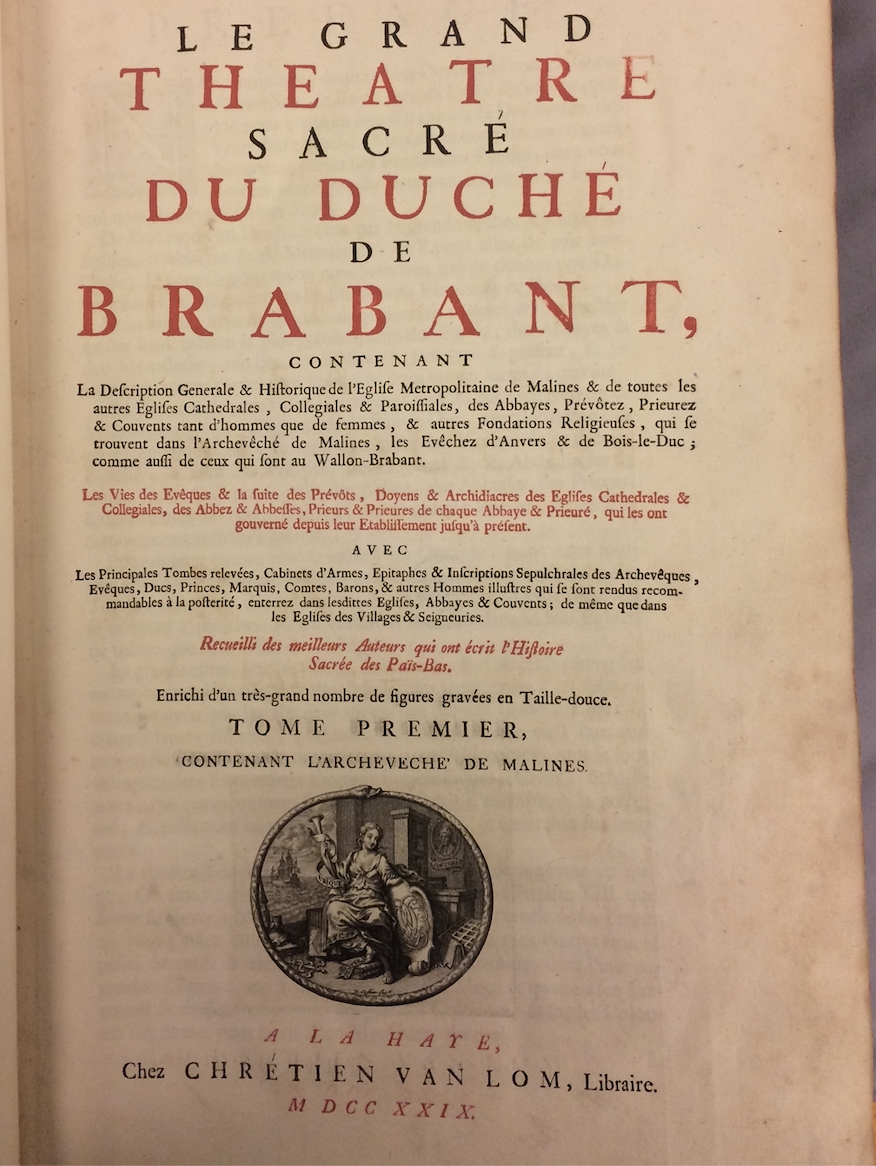 LE GRAND
THEATRE
SACRÉ
DU DUCHÉ
DE
BRABANT,
CONTENANT
La Deſcription Generale & Hiſtorique de l'Egliſe Metropolitaine de Malines & de toutes les
autres Egliſes Cathedrales , Collegiales & Paroiſſiales, des Abbayes, Prévôtez , Prieurez
& Couvents tant d'hommes que de femmes , & autres Fondations Religieuſes , qui ſe
trouvent dans l'Archevêché de Malines , les Evêchez d'Anvers & de Bois-le-Duc ;
comme auſſi de ceux qui ſont au Wallon-Brabant.
Les Vies des Evêques & la ſuite des Prévôts , Doyens & Archidiacres des Egliſes Cathedrales &
Collegiales, des Abbez & Abbeſſes, Prieurs & Prieures de chaque Abbaye & Prieuré , qui les ont
gouverné depuis leur Etabliſſement juſqu'à préſent.
AVEC
Les Principales Tombes relevées, Cabinets d'Armes, Epitaphes & Inſcriptions Sepulchrales des Archevêques ,
Evêques, Ducs, Princes, Marquis, Comtes, Barons, & autres Hommes illuſtres qui ſe ſont rendus recom-
mandables à la poſterité , enterrez dans leſdittes Egliſes, Abbayes & Couvents ; de même que dans
les Egliſes des Villages & Seigneuries.
Recueilli des meilleurs Auteurs qui ont écrit l'Hiſtoire
Sacrée des Païs-Bas.
Enrichi d'un très-grand nombre de figures gravées en Taille-douce.
TOME PREMIER,
CONTENANT L'ARCHEVECHE' DE MALINES.
A LA HAYE,
Chez CHRÉTIEN VAN LOM, Libraire.
M DCC XXIX.